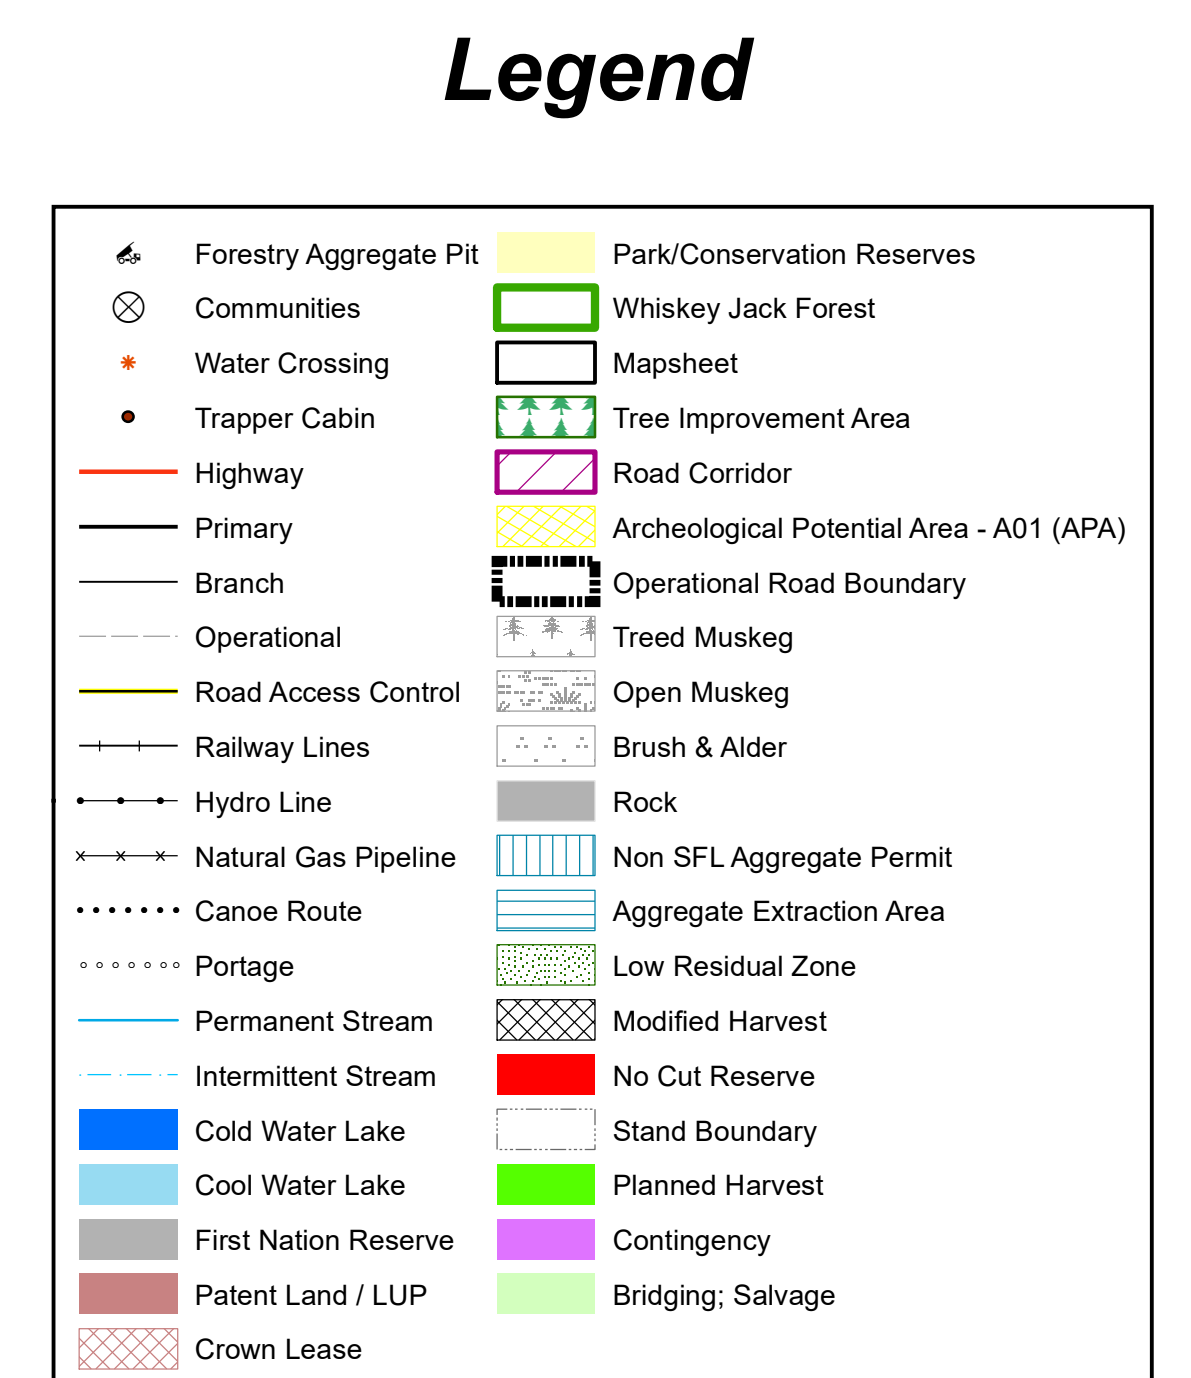 Legend
Forestry Aggregate Pit
Communities
Water Crossing
Trapper Cabin
Highway
Primary
Branch
Operational
Road Access Control
Railway Lines
Hydro Line
Natural Gas Pipeline
Canoe Route
Portage
Permanent Stream
Intermittent Stream
Cold Water Lake
Cool Water Lake
First Nation Reserve
Patent Land / LUP
Crown Lease
Park/Conservation Reserves
Whiskey Jack Forest
Mapsheet
Tree Improvement Area
Road Corridor
Archeological Potential Area - A01 (APA)
Operational Road Boundary
Treed Muskeg
Open Muskeg
Brush & Alder
Rock
Non SFL Aggregate Permit
Aggregate Extraction Area
Low Residual Zone
Modified Harvest
No Cut Reserve
Stand Boundary
Planned Harvest
Contingency
Bridging; Salvage